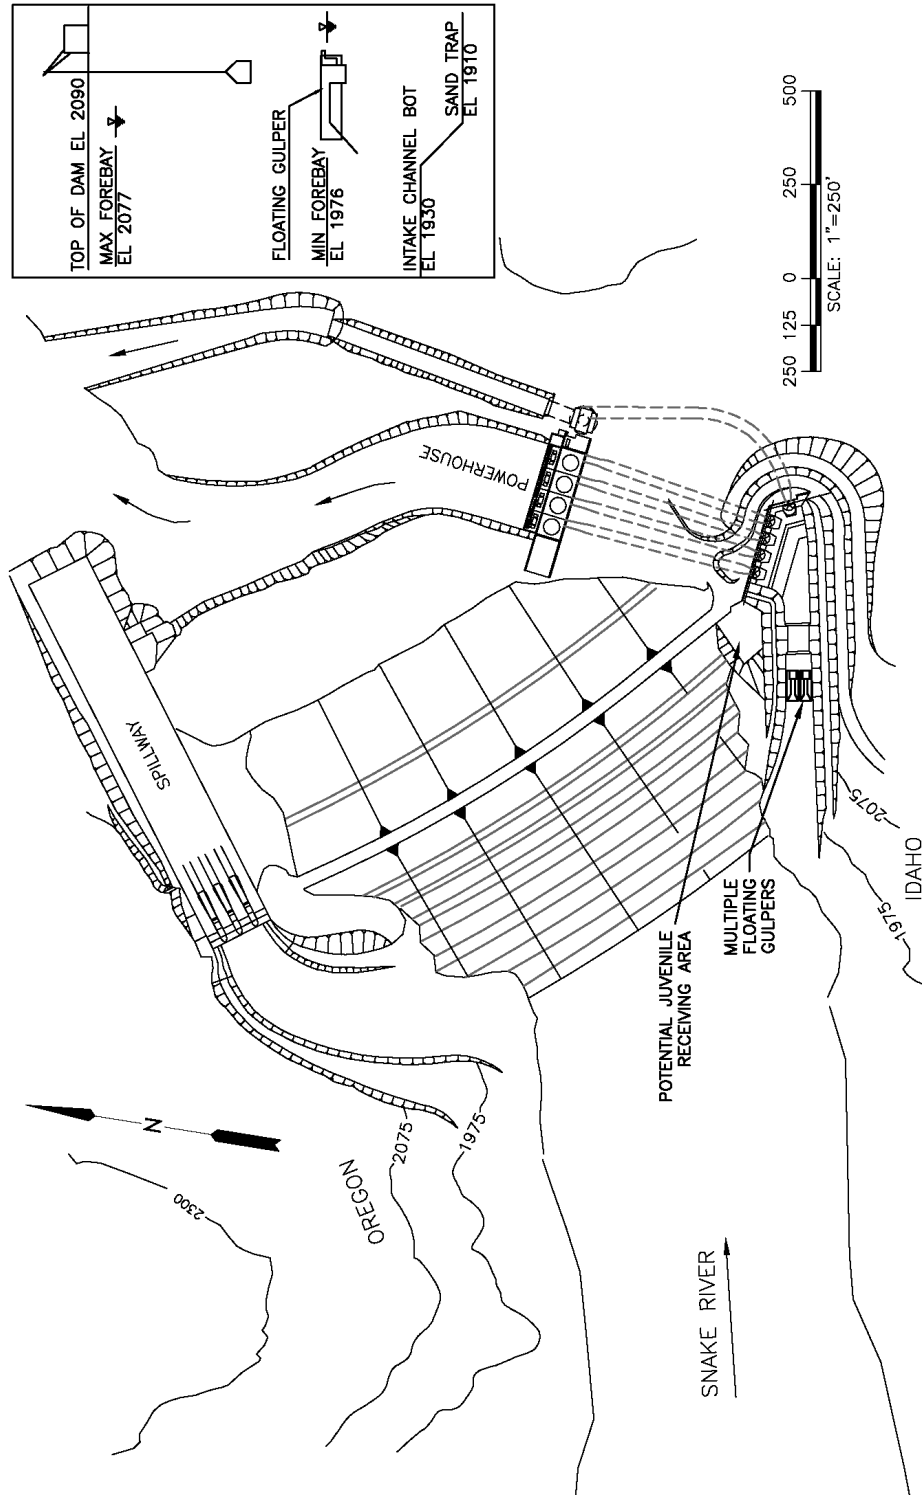 TOP OF DAM EL 2090
MAX FOREBAY
EL 2077
FLOATING GULPER
MIN FOREBAY
EL 1976
INTAKE CHANNEL BOT
EL 1930
SAND TRAP
EL 1910
250 125 0 250 500
SCALE: 1"=250'
POWERHOUSE
SPILLWAY
N
2300
OREGON
2075
1975
SNAKE RIVER
POTENTIAL JUVENILE
RECEIVING AREA
MULTIPLE
FLOATING
GULPERS
2075
1975
IDAHO